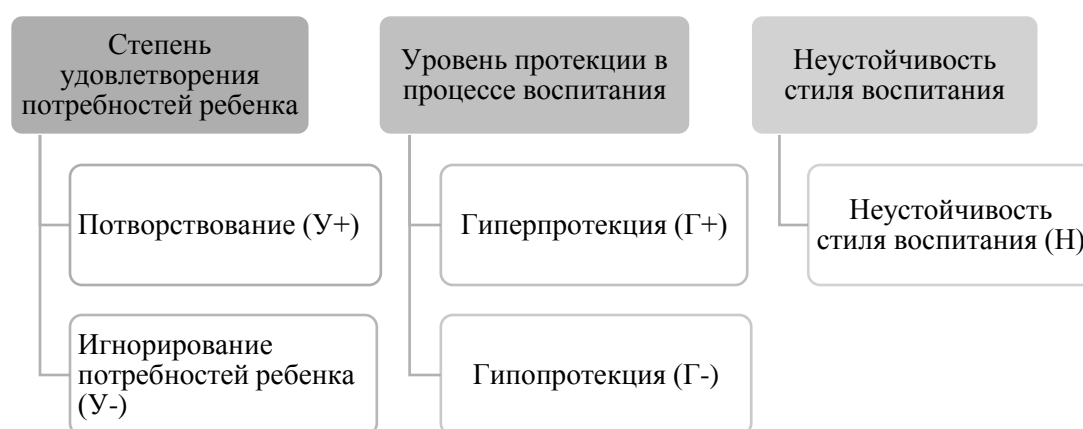 Степень
удовлетворения
потребностей ребенка
Потворствование (У+)
Игнорирование
потребностей ребенка
(У-)
Уровень протекции в
процессе воспитания
Гиперпротекция (Г+)
Гипопротекция (Г-)
Неустойчивость
стиля воспитания
Неустойчивость
стиля воспитания (Н)